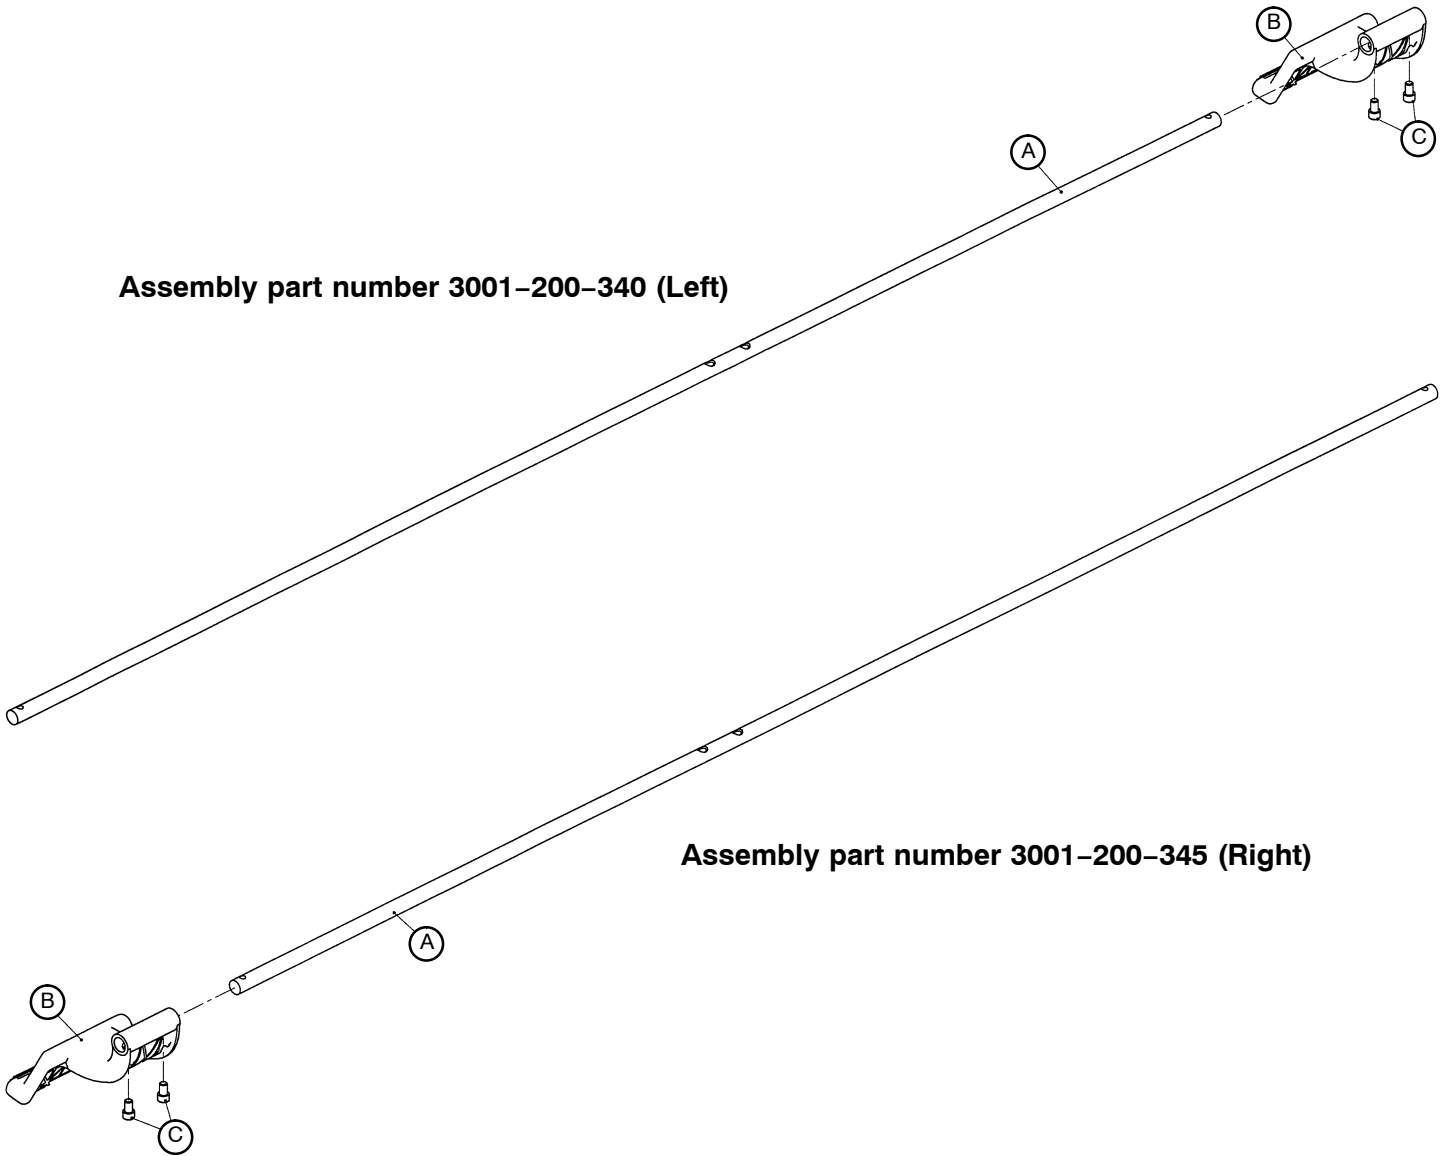 B
C
A
Assembly part number 3001−200−340 (Left)
Assembly part number 3001−200−345 (Right)
A
B
C